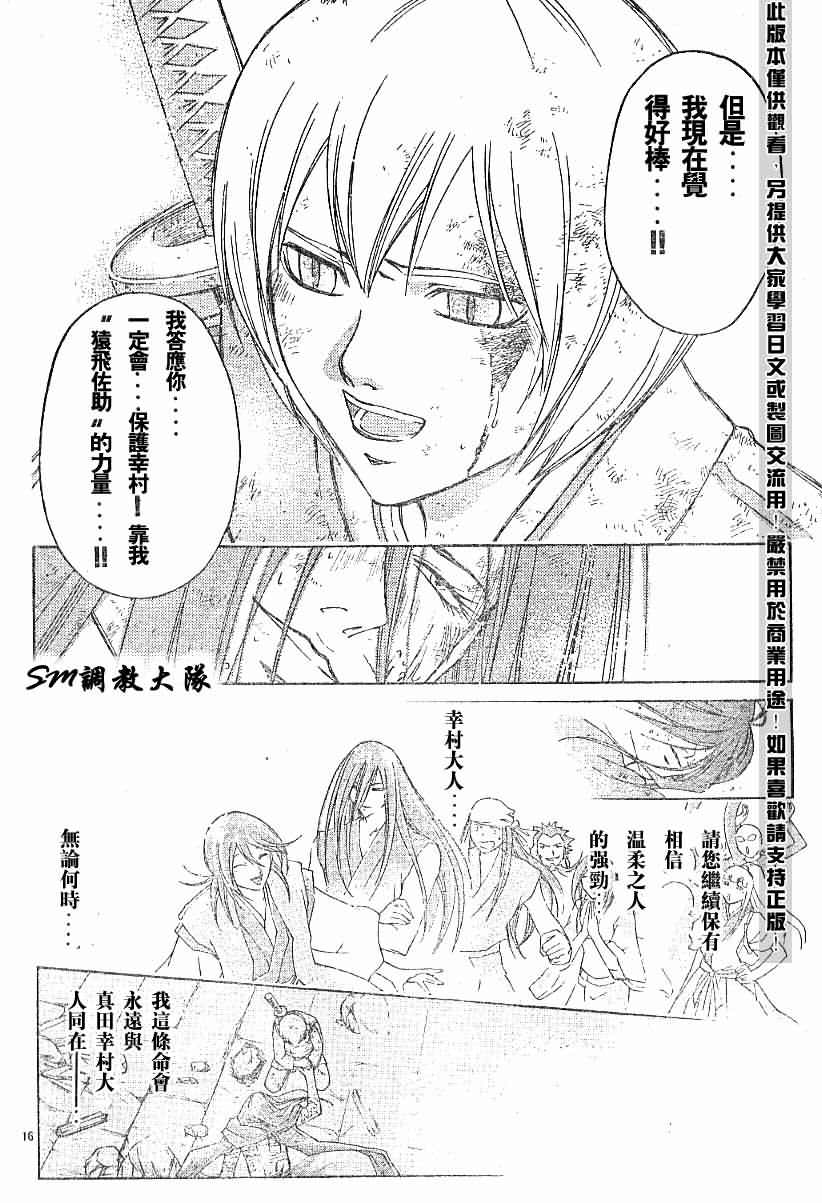 此版本僅供觀看，另提供大家學習日文或製圖交流用！嚴禁用於商業用途！如果喜歡請支持正版！
但是....
我現在覺
得好棒....!!
我答應你....
一定會....保護幸村！靠我
"猿飛佐助"的力量....!!
SM調教大隊
幸村大人....
請您繼續保有
相信
温柔之人
的强勁...
無論何時....
我這條命會
永遠與
真田幸村大
人同在——
16